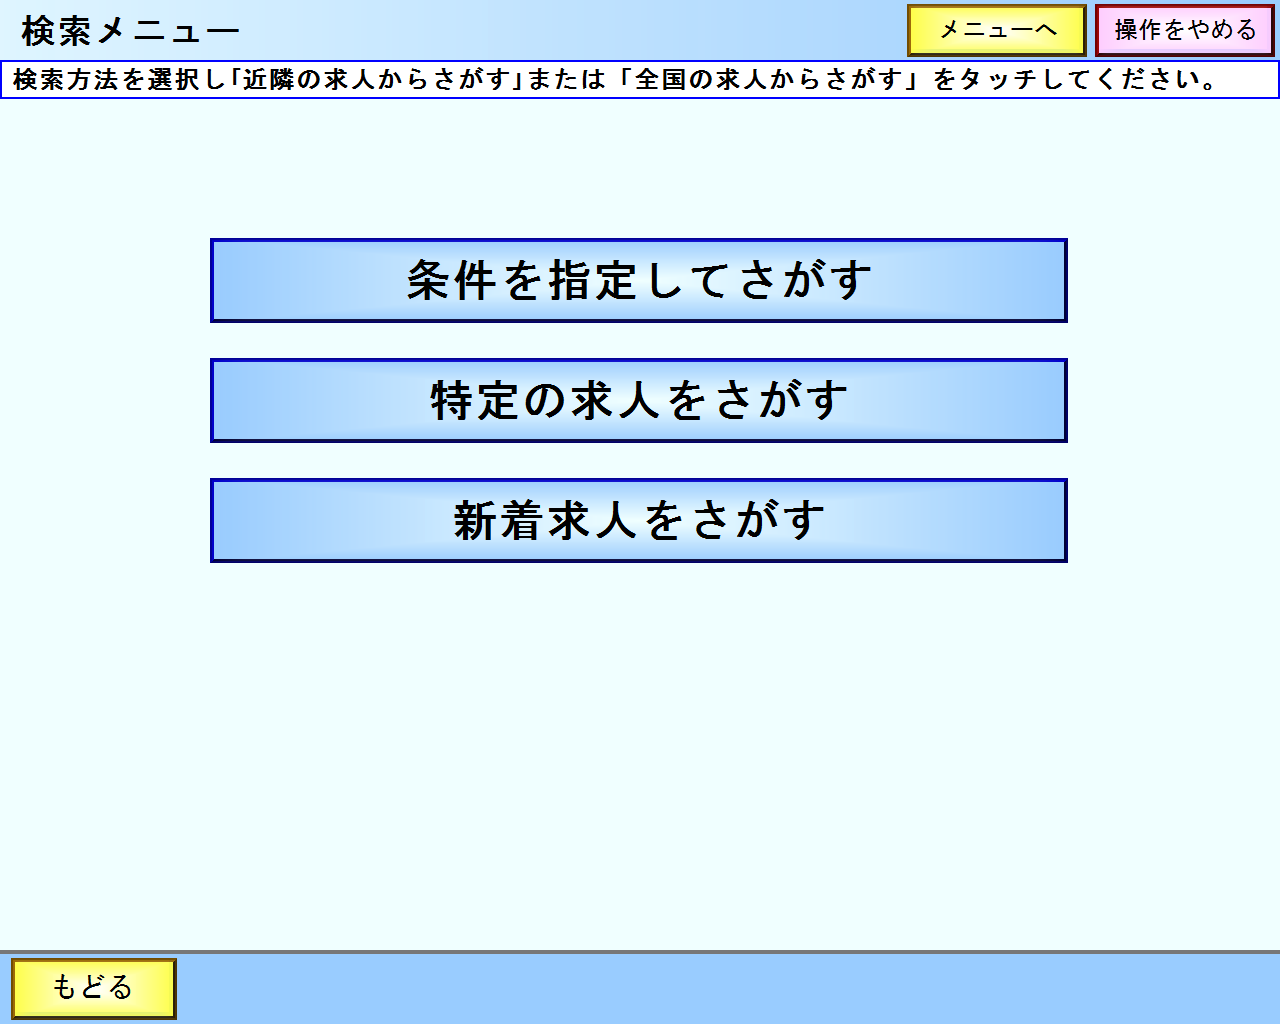 検索メニュー
メニューへ
操作をやめる
検索方法を選択し｢近隣の求人からさがす｣または「全国の求人からさがす」をタッチしてください。
条件を指定してさがす
特定の求人をさがす
新着求人をさがす
もどる